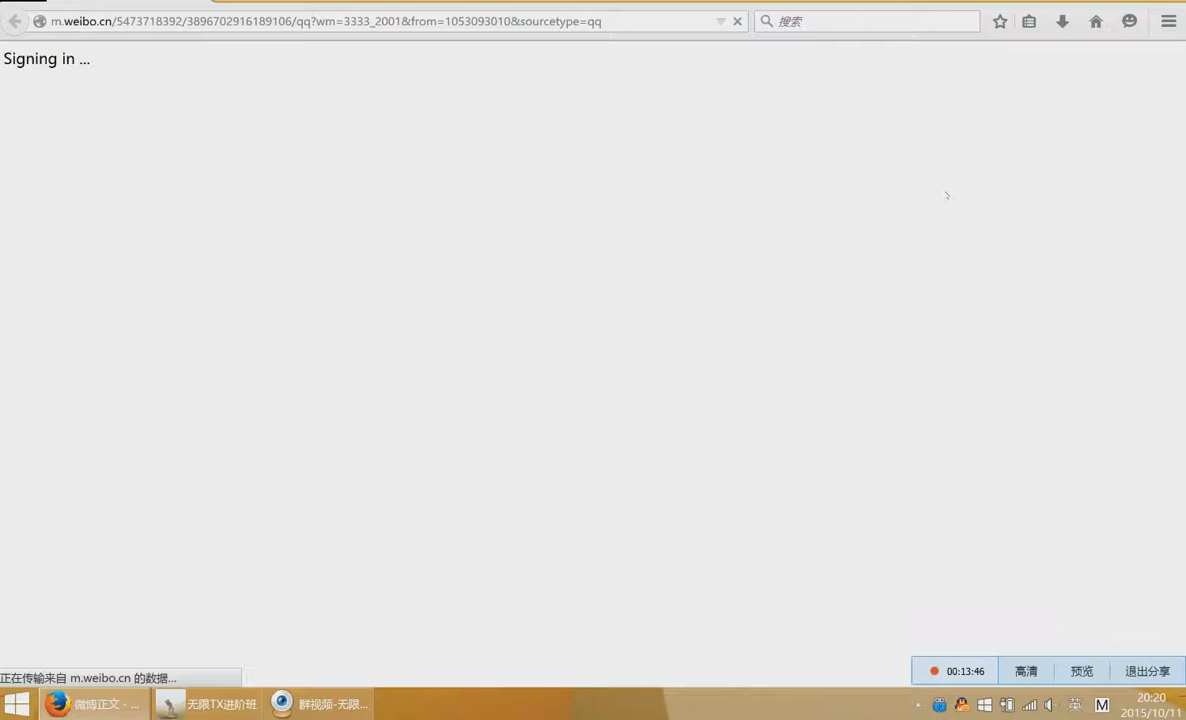 m.weibo.cn/5473718392/3896702916189106/qq?wm=3333_2001&from=1053093010&sourcetype=qq
搜索
Signing in ...
00:13:46
高清
预览
退出分享
正在传输来自 m.weibo.cn 的数据...
微博正文 - ...
无限TX进阶班
群视频-无限...
英
M
20:20
2015/10/11